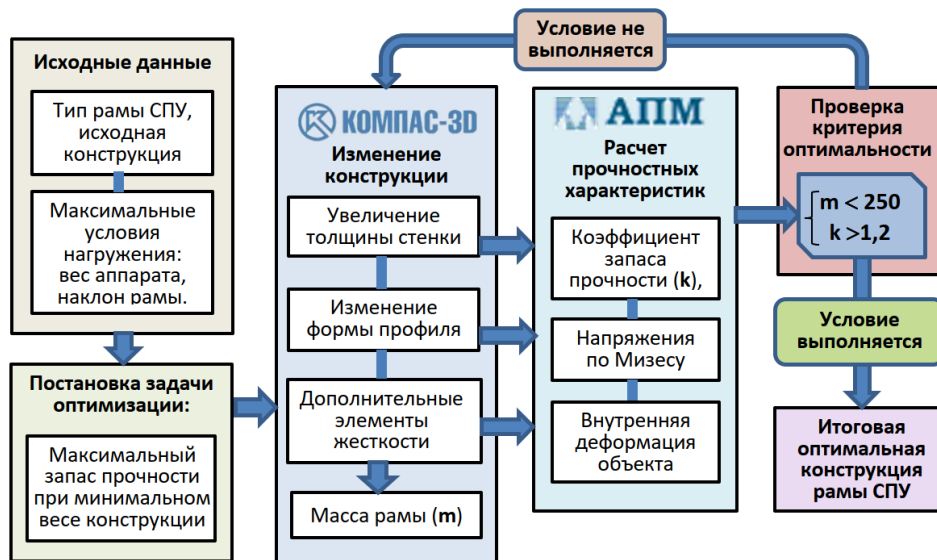 Исходные данные
Тип рамы СПУ,
исходная
конструкция
Максимальные
условия
нагружения:
вес аппарата,
наклон рамы.
Постановка задачи
оптимизации:
Максимальный
запас прочности
при минимальном
весе конструкции
КОМПАС-3D
Изменение
конструкции
Увеличение
толщины стенки
Изменение
формы профиля
Дополнительные
элементы
жесткости
Масса рамы (m)
АПМ
Расчет
прочностных
характеристик
Коэффициент
запаса
прочности (k),
Напряжения
по Мизесу
Внутренняя
деформация
объекта
Условие не
выполняется
Проверка
критерия
оптимальности
m < 250
k >1,2
Условие
выполняется
Итоговая
оптимальная
конструкция
рамы СПУ